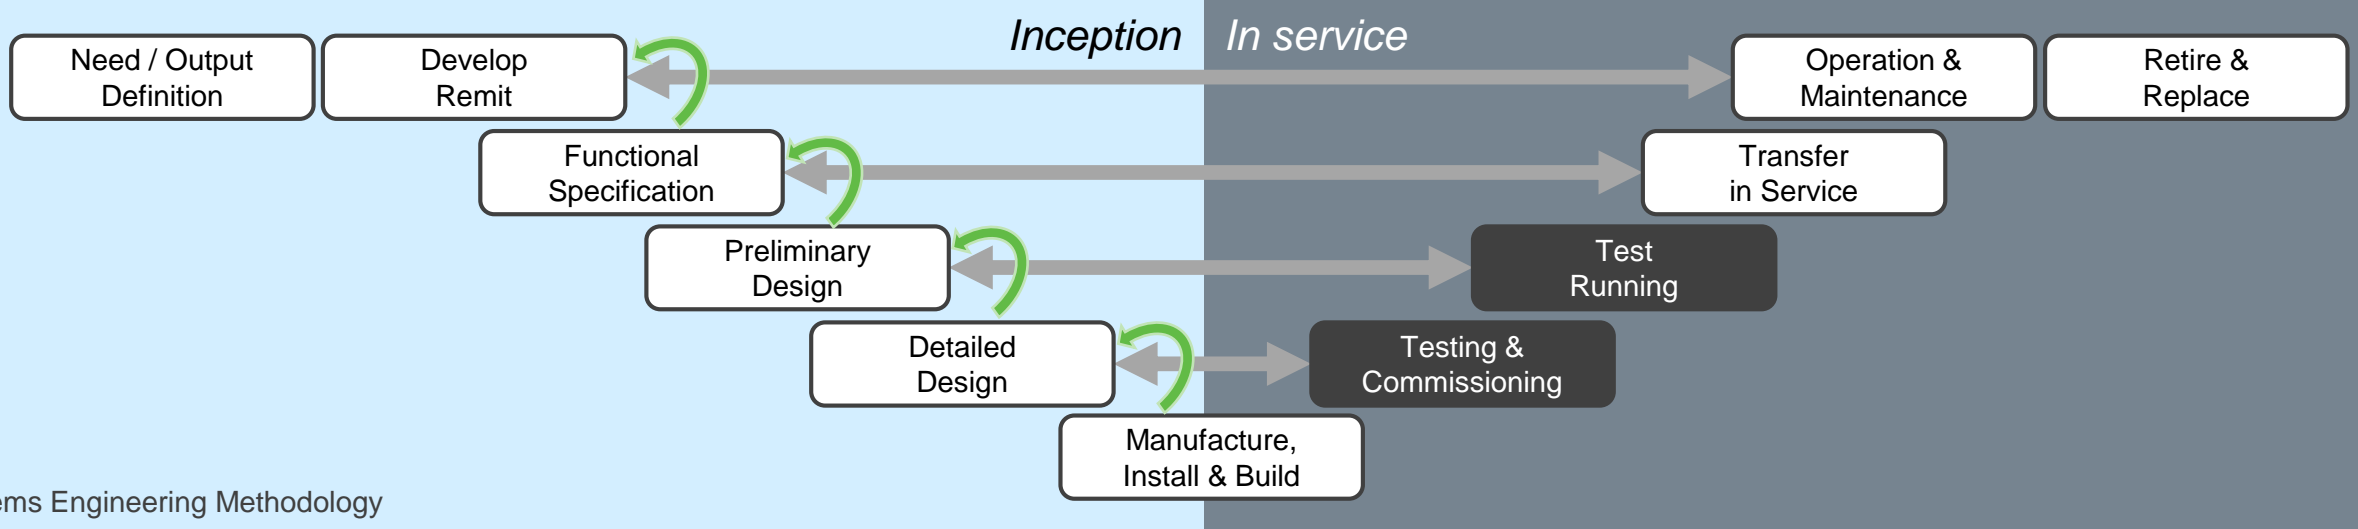 Inception
In service
Need / Output
Definition
Develop
Remit
Operation &
Maintenance
Retire &
Replace
Functional
Specification
Transfer
in Service
Preliminary
Design
Test
Running
Detailed
Design
Testing &
Commissioning
Manufacture,
Install & Build
ems Engineering Methodology